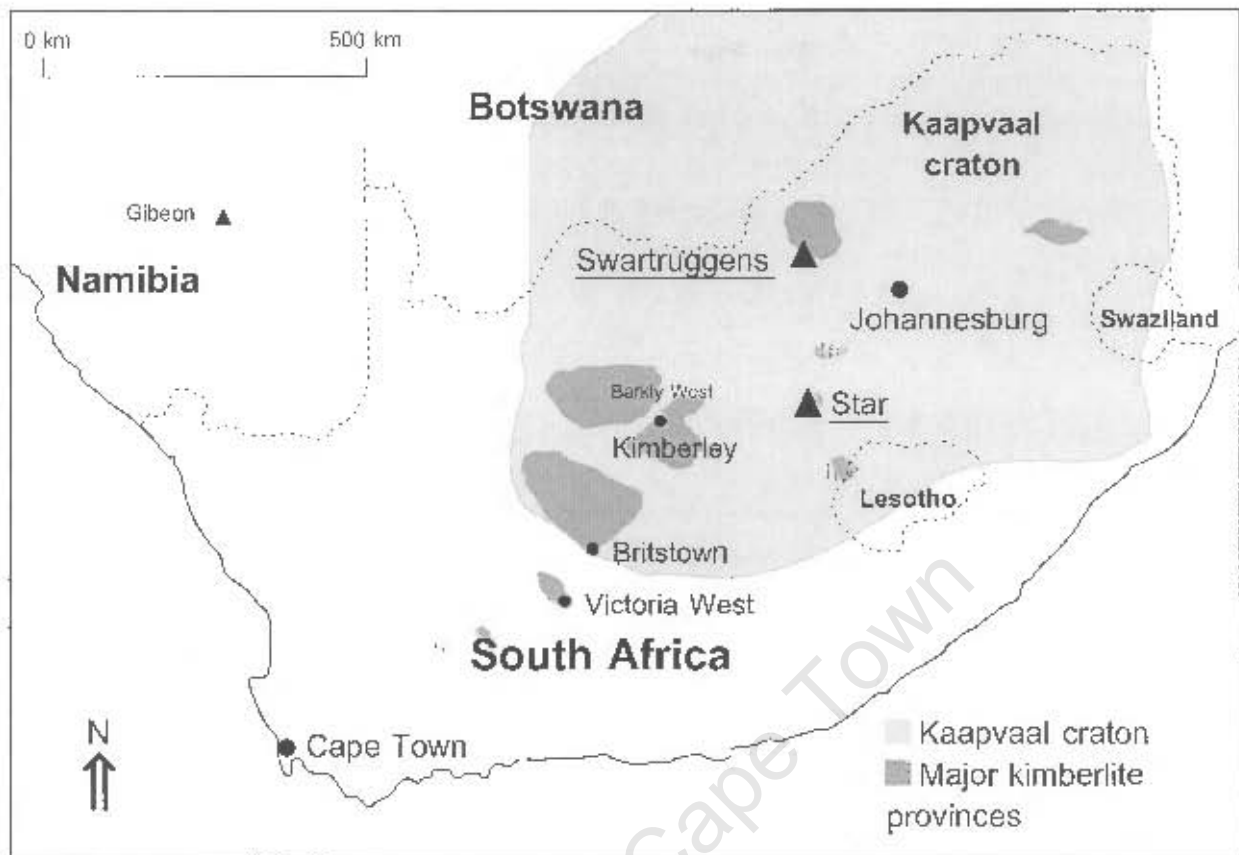 0 km 500 km
Botswana
Kaapvaal
craton
Gibeon
Namibia
Swartruggens
Johannesburg
Swaziland
Barkly West
Star
Kimberley
Lesotho
Britstown
Victoria West
South Africa
N
Cape Town
Kaapvaal craton
Major kimberlite
provinces
Cape Town